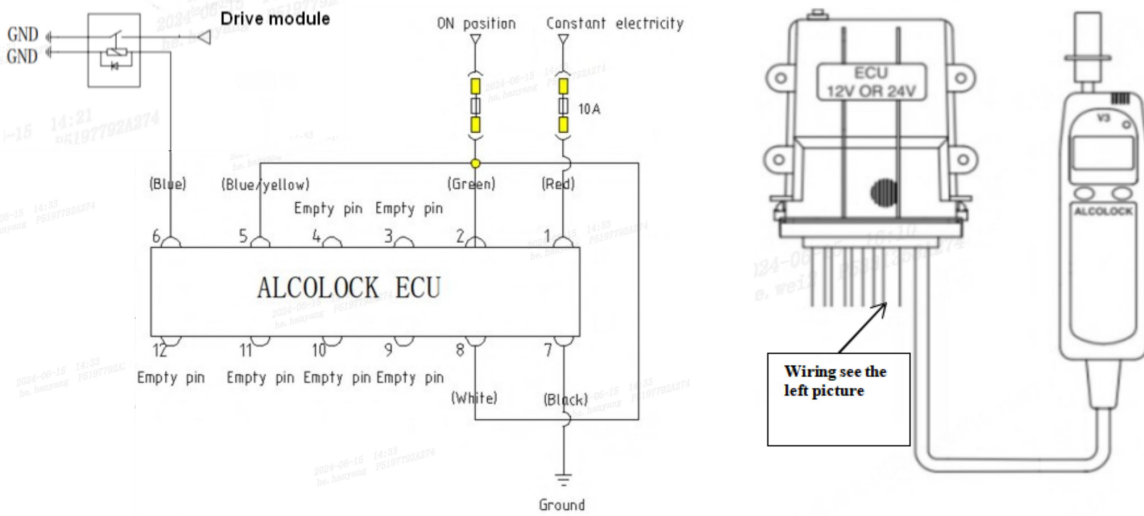 Drive module
GND
GND
ON position
Constant electricity
10A
(Blue)
(Blue/yellow)
(Green)
(Red)
Empty pin
Empty pin
6
5
4
3
2
1
ALCOLOCK ECU
12
11
10
9
8
7
Empty pin
Empty pin
Empty pin
Empty pin
(White)
(Black)
Ground
ECU
12V OR 24V
V3
ALCOLOCK
Wiring see the
left picture